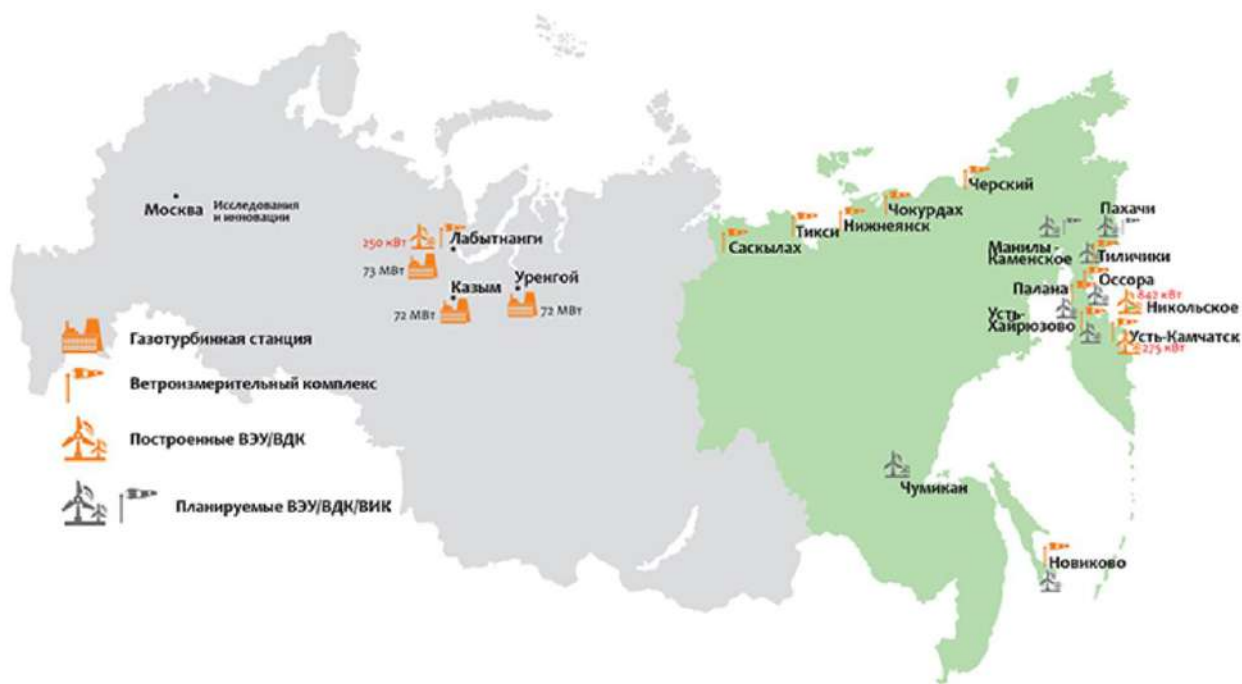 Москва
Исследования
и инновации
250 кВт
Лабытнанги
73 МВт
Казым
72 МВт
Уренгой
72 МВт
Саскылах
Тикси
Нижнеянск
Чокурдах
Черский
Пахачи
Манилы -
Каменское
Тиличики
Оссора
Палана
642 кВт
Никольское
Усть-
Хайрюзово
Усть-Камчатск
275 кВт
Чумикан
Новиково
Газотурбинная станция
Ветроизмерительный комплекс
Построенные ВЭУ/ВДК
Планируемые ВЭУ/ВДК/ВИК